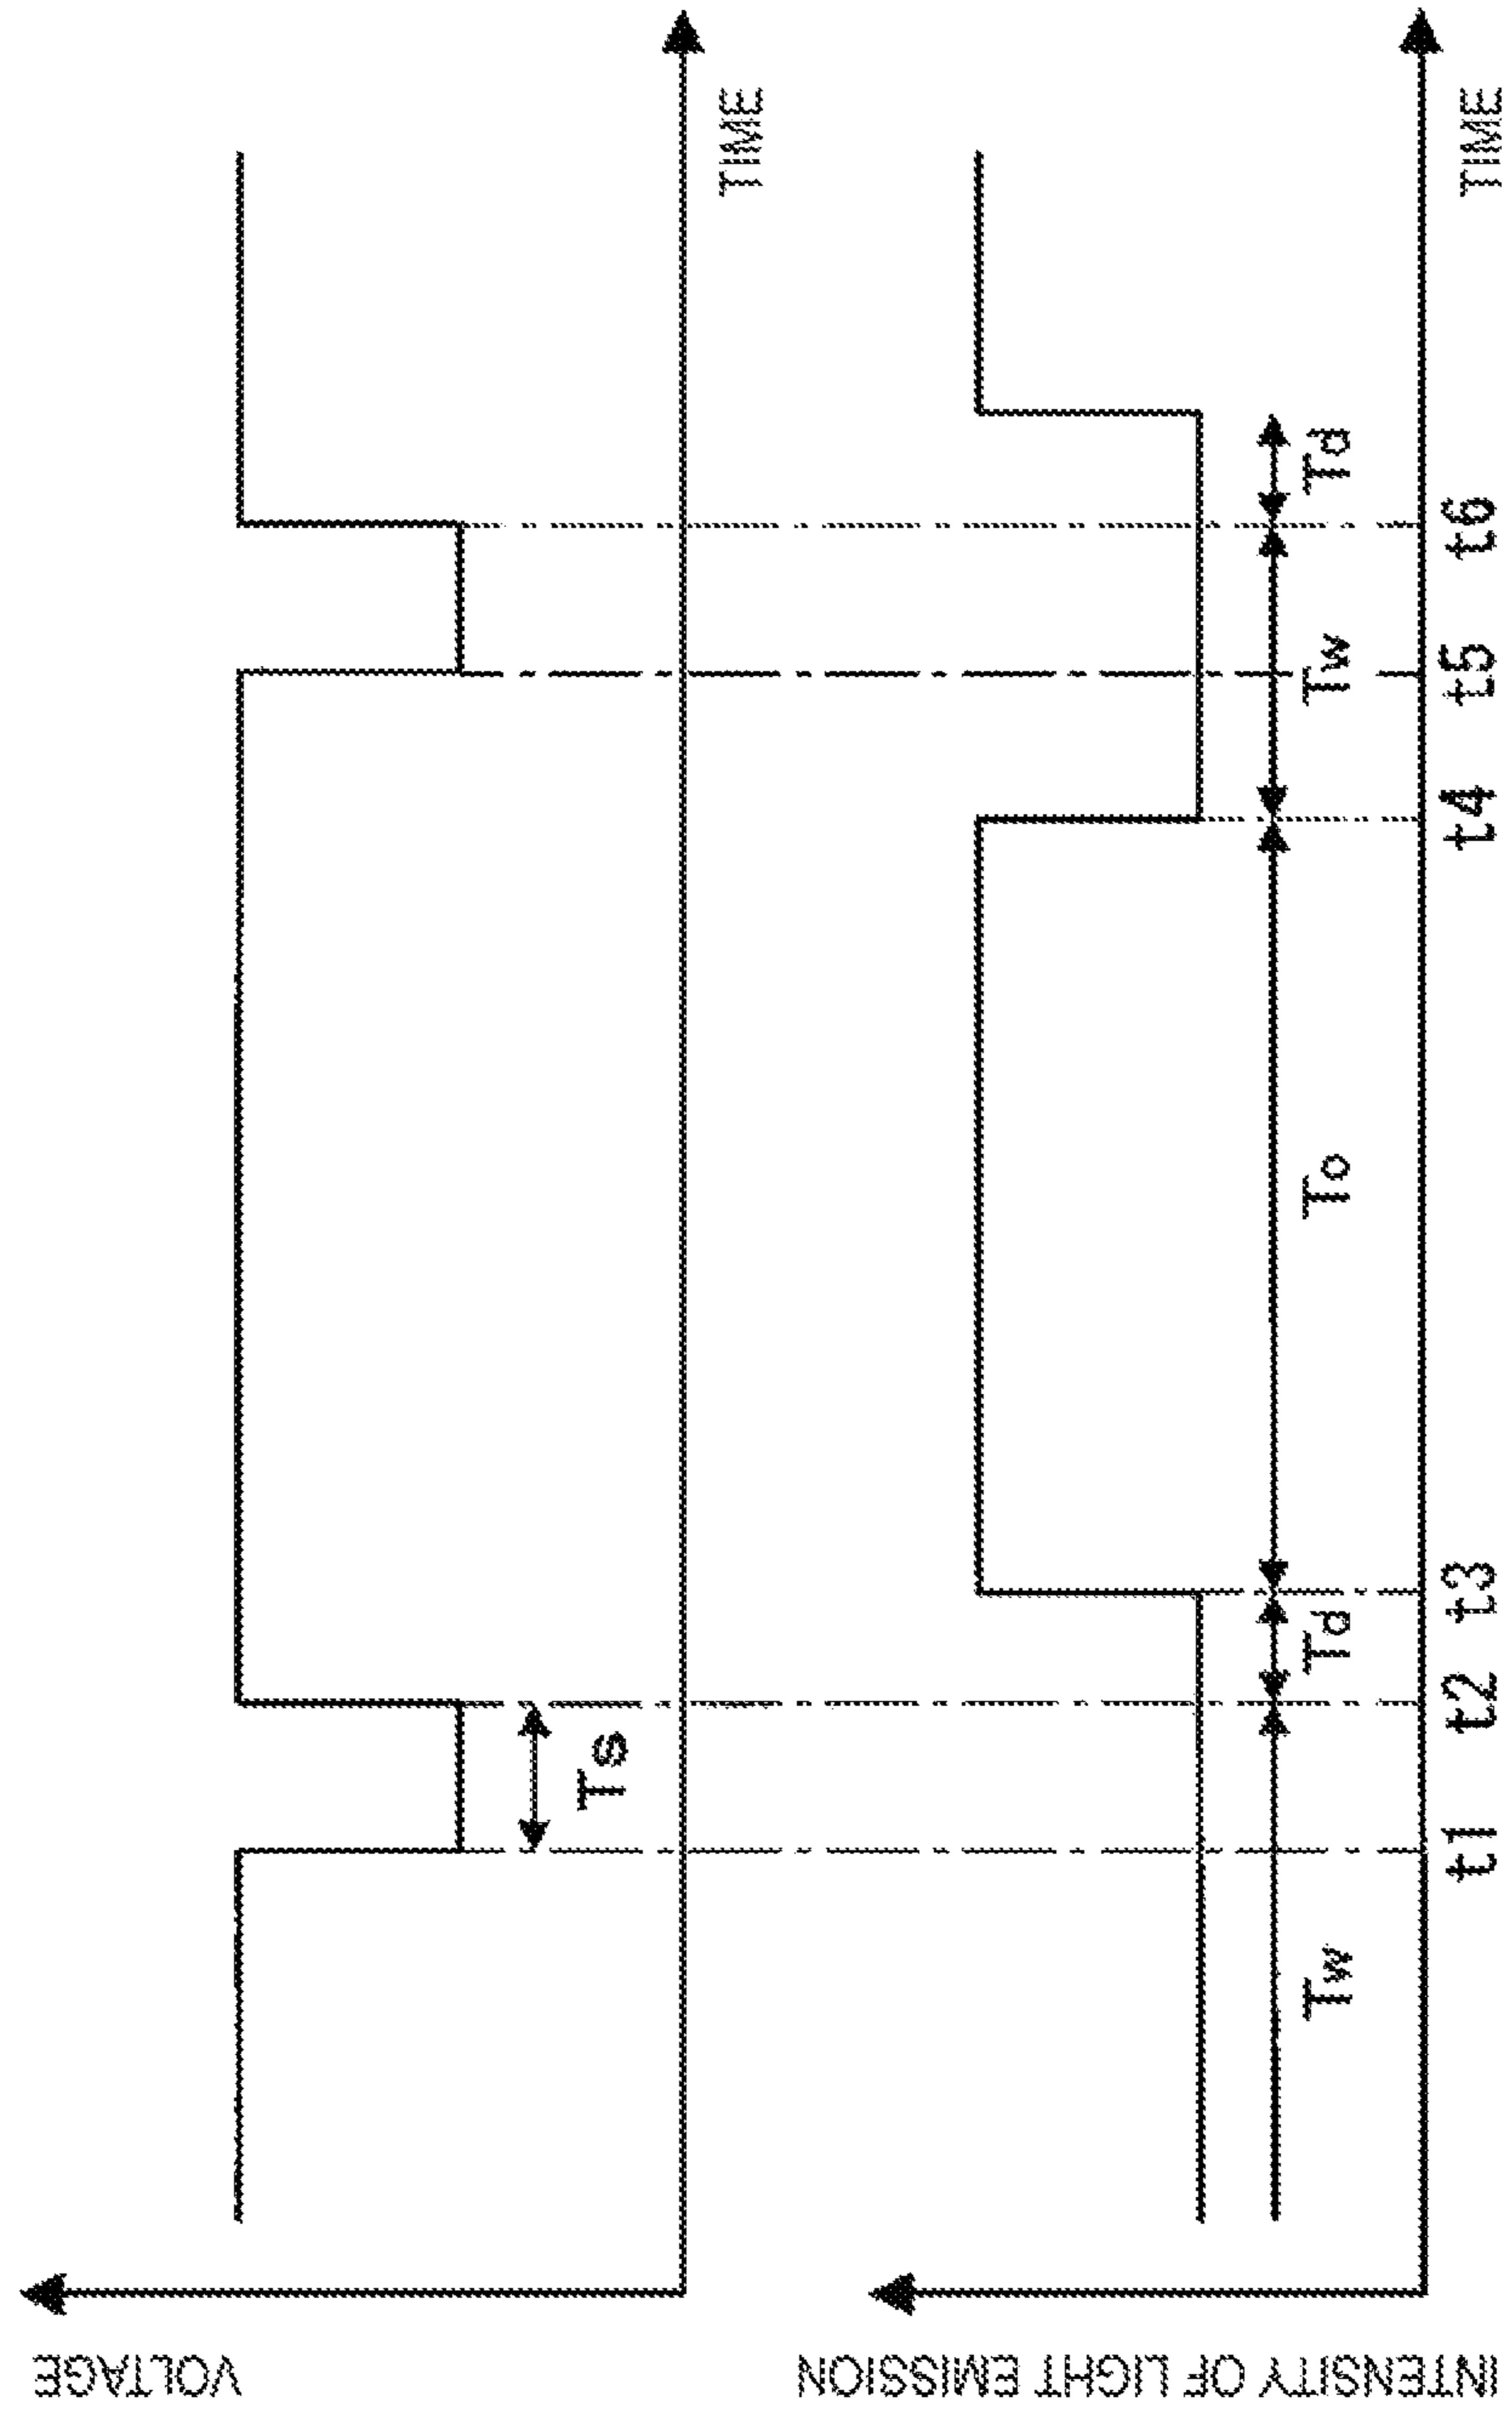 VOLTAGE
Ts
TIME
INTENSITY OF LIGHT EMISSION
Tw
Td
To
Tw
Td
t1
t2
t3
t4
t5
t6
TIME